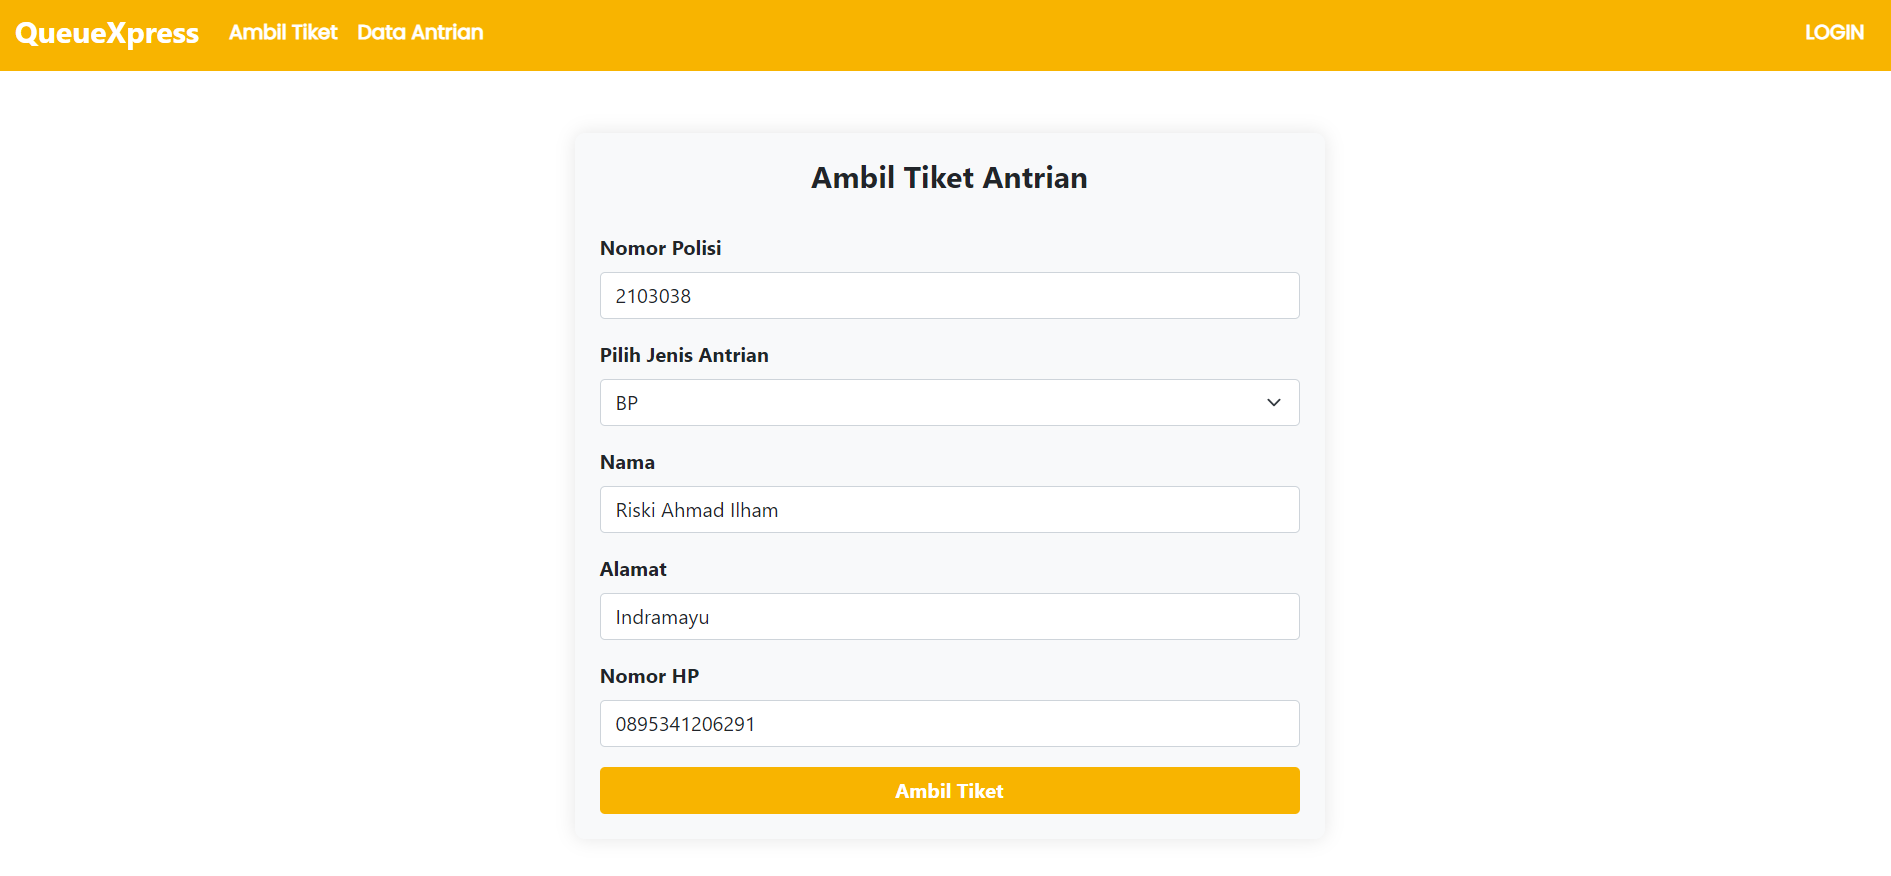 QueueXpress Ambil Tiket Data Antrian LOGIN
Ambil Tiket Antrian
Nomor Polisi
2103038
Pilih Jenis Antrian
BP
Nama
Riski Ahmad Ilham
Alamat
Indramayu
Nomor HP
0895341206291
Ambil Tiket